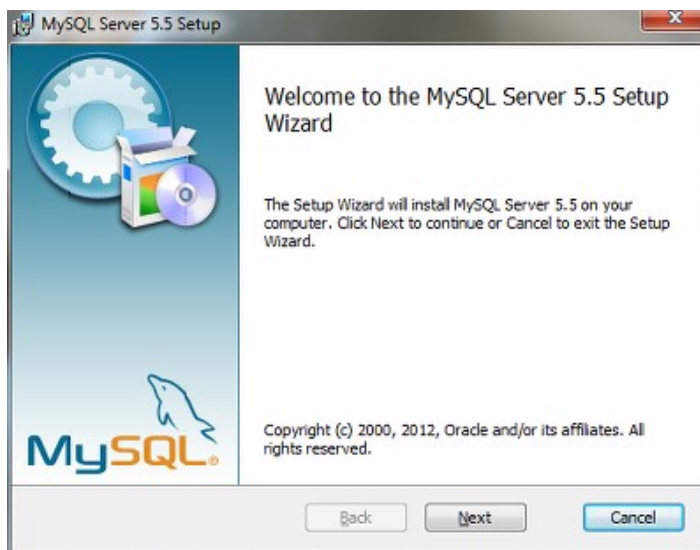 MySQL Server 5.5 Setup
Welcome to the MySQL Server 5.5 Setup
Wizard
The Setup Wizard will install MySQL Server 5.5 on your
computer. Click Next to continue or Cancel to exit the Setup
Wizard.
MySQL®
Copyright (c) 2000, 2012, Oracle and/or its affiliates. All
rights reserved.
Back
Next
Cancel